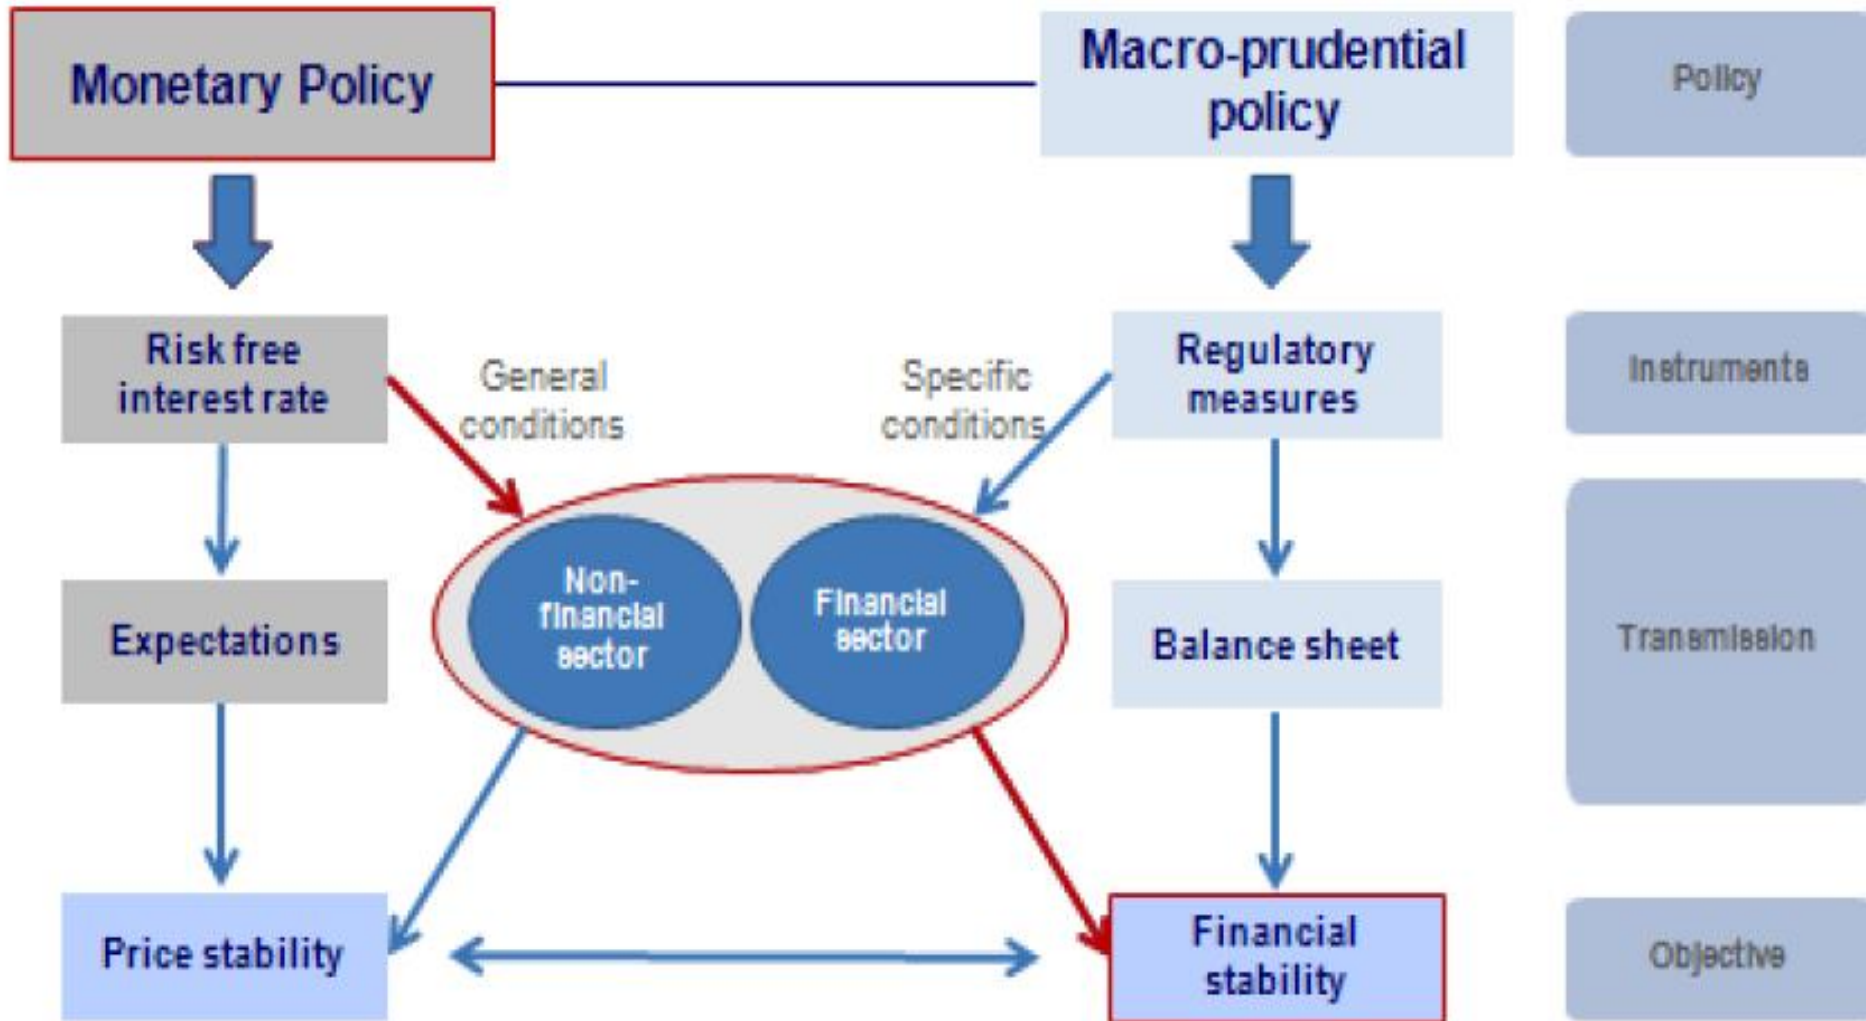 Monetary Policy
Macro-prudential
policy
Policy
Risk free
interest rate
General
conditions
Specific
conditions
Regulatory
measures
Instruments
Non-
financial
sector
Financial
sector
Expectations
Balance sheet
Transmission
Price stability
Financial
stability
Objective